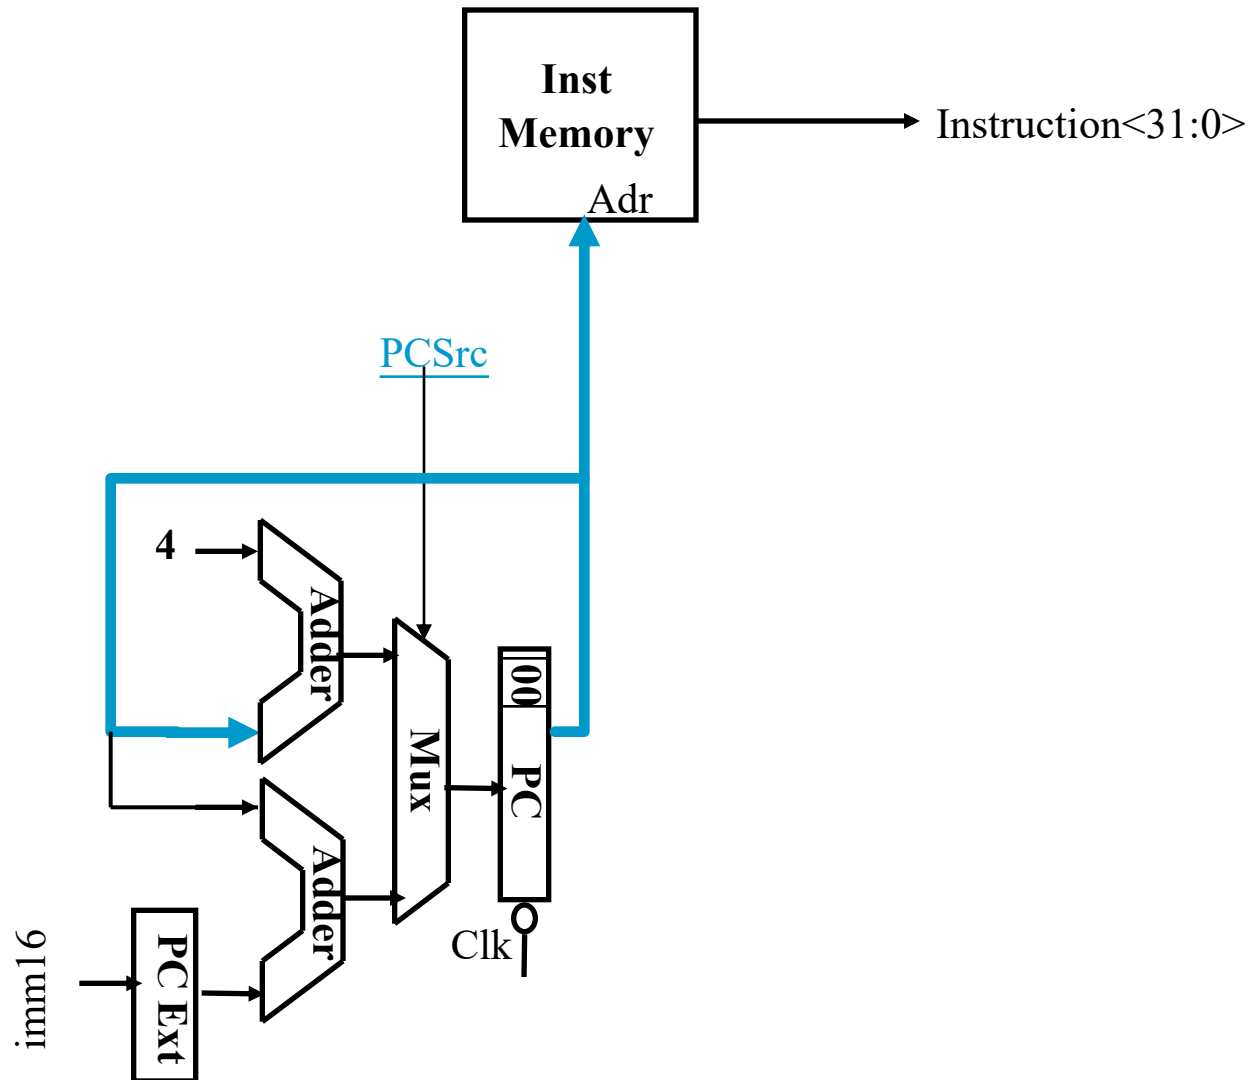 Inst
Memory
Adr
Instruction<31:0>
PCSrc
4
Adder
00
Mux
PC
Adder
Clk
imm16
PC Ext